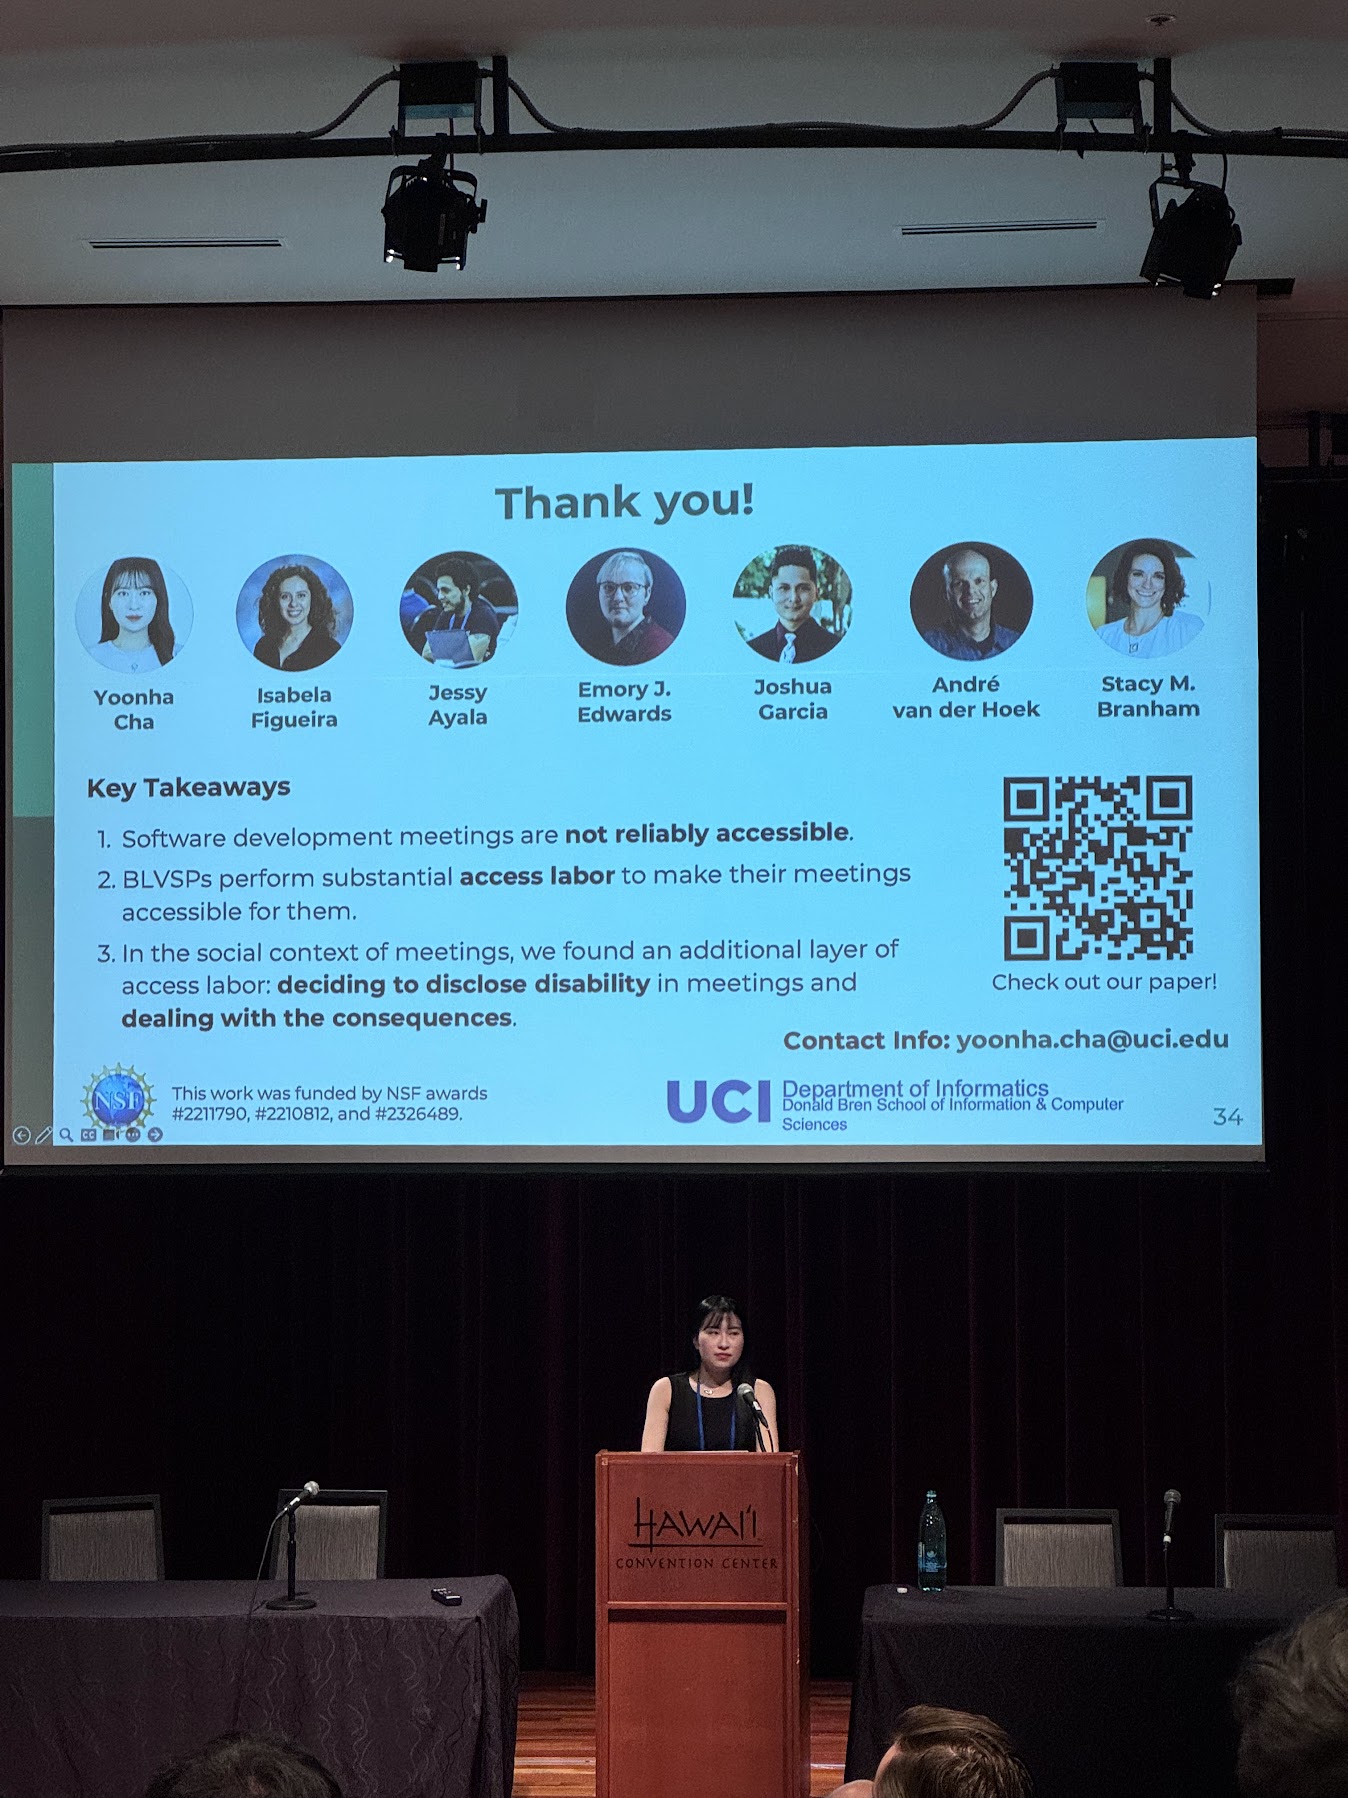 Thank you!
Yoonha
Cha
Isabela
Figueira
Jessy
Ayala
Emory J.
Edwards
Joshua
Garcia
André
van der Hoek
Stacy M.
Branham
Key Takeaways
1. Software development meetings are not reliably accessible.
2. BLVSPs perform substantial access labor to make their meetings
accessible for them.
3. In the social context of meetings, we found an additional layer of
access labor: deciding to disclose disability in meetings and
dealing with the consequences.
Check out our paper!
Contact Info: yoonha.cha@uci.edu
NSF
This work was funded by NSF awards
#2211790, #2210812, and #2326489.
UCI
Department of Informatics
Donald Bren School of Information & Computer
Sciences
34
HAWAI'I
CONVENTION CENTER